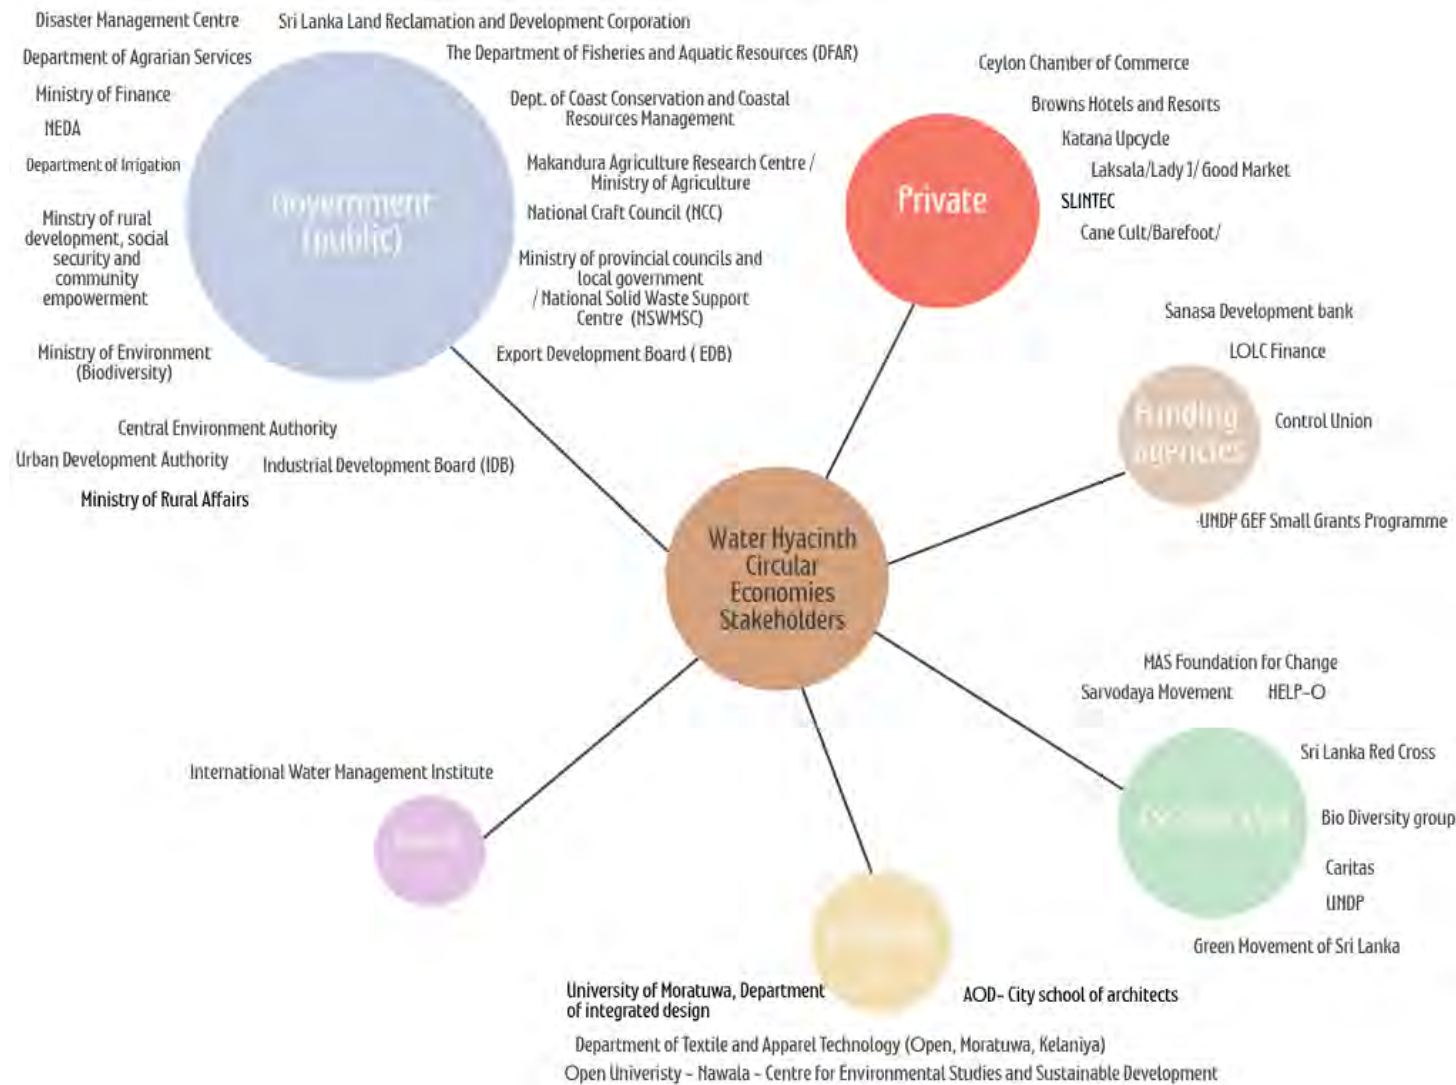 Disaster Management Centre
Sri Lanka Land Reclamation and Development Corporation
Department of Agrarian Services
The Department of Fisheries and Aquatic Resources (DFAR)
Ministry of Finance
NEDA
Department of Irrigation
Minstry of rural
development, social
security and
community
empowerment
Ministry of Environment
(Biodiversity)
Central Environment Authority
Urban Development Authority
Industrial Development Board (IDB)
Ministry of Rural Affairs
Government
(public)
Dept. of Coast Conservation and Coastal
Resources Management
Makandura Agriculture Research Centre /
Ministry of Agriculture
National Craft Council (NCC)
Ministry of provincial councils and
local government
/ National Solid Waste Support
Centre (NSWMSC)
Export Development Board ( EDB)
Ceylon Chamber of Commerce
Browns Hotels and Resorts
Katana Upcycle
Laksala/Lady J/ Good Market
SLINTEC
Cane Cult/Barefoot/
Private
Sanasa Development bank
LOLC Finance
Funding
agencies
Control Union
UNDP GEF Small Grants Programme
Water Hyacinth
Circular
Economies
Stakeholders
MAS Foundation for Change
Sarvodaya Movement
HELP-O
Sri Lanka Red Cross
Bio Diversity group
Caritas
UNDP
Green Movement of Sri Lanka
International Water Management Institute
University of Moratuwa, Department
of integrated design
AOD- City school of architects
Department of Textile and Apparel Technology (Open, Moratuwa, Kelaniya)
Open Univeristy - Nawala - Centre for Environmental Studies and Sustainable Development